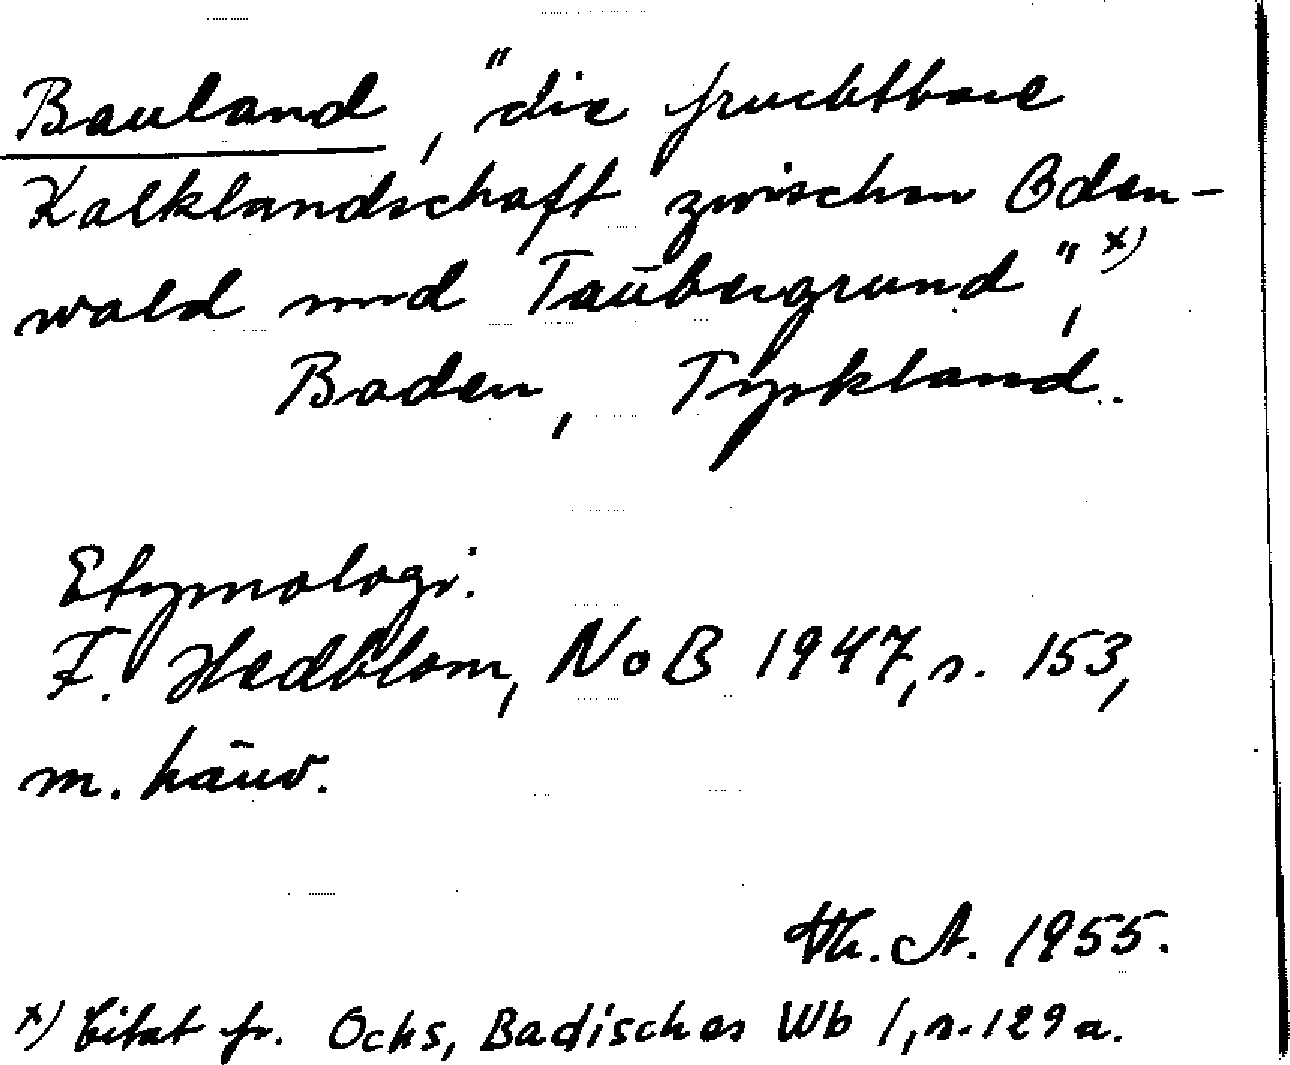 Bauland, "die fruchtbare
Kalklandschaft zwischen Oden-
wald und Taubergrund", x)
Baden, Tyskland.
Etymologi.
F. Hedblom, NoB 1947, s. 153,
m. hänv.
Th. A. 1955.
x) Citat fr. Ochs, Badisches Wb 1, s. 129 a.